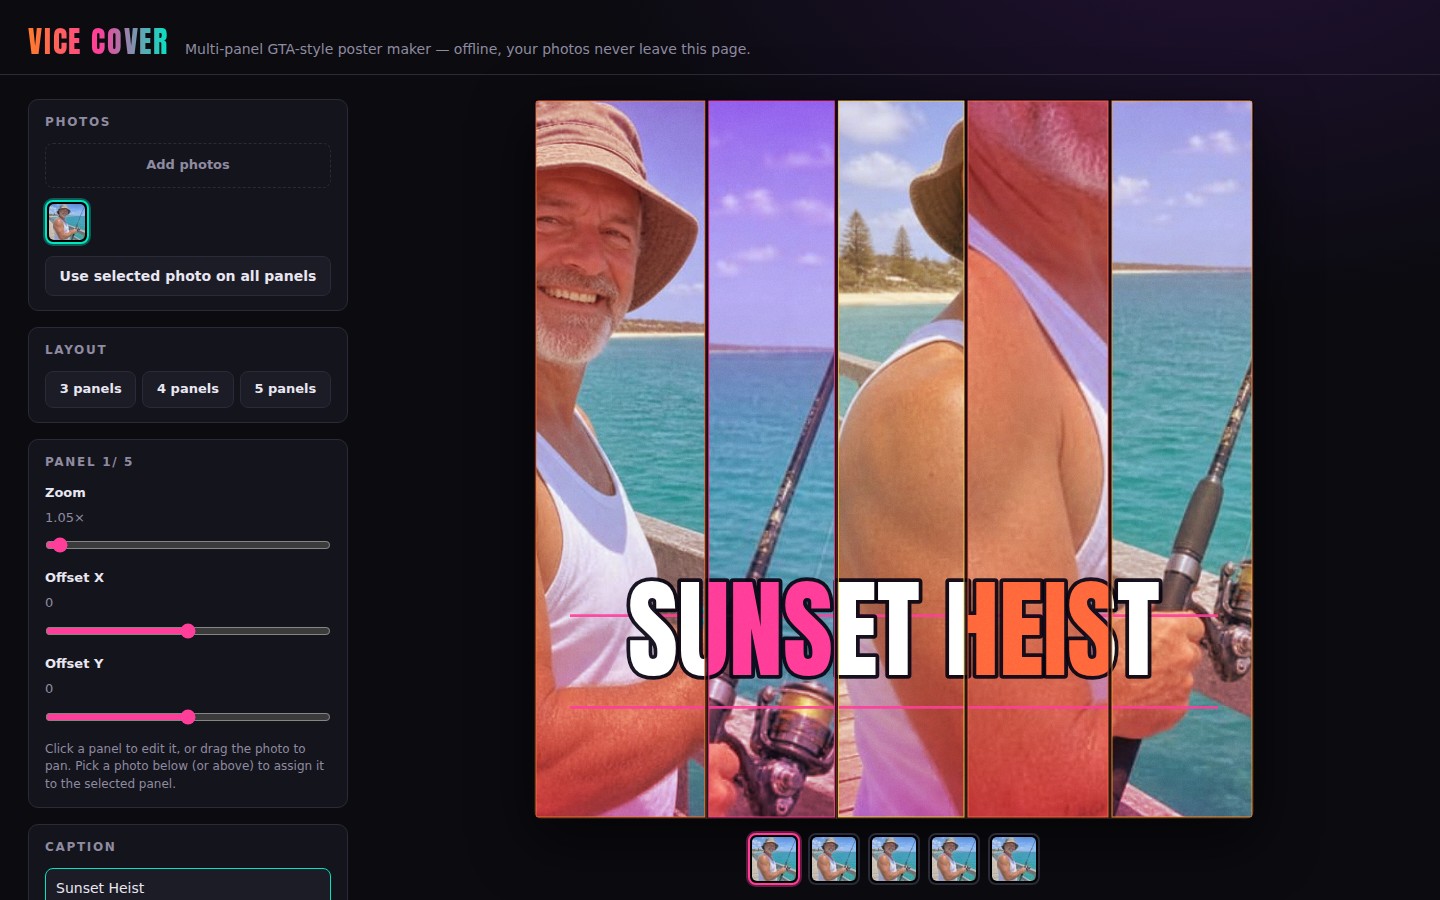 VICE COVER
Multi-panel GTA-style poster maker — offline, your photos never leave this page.
PHOTOS
Add photos
Use selected photo on all panels
LAYOUT
3 panels
4 panels
5 panels
PANEL 1/ 5
Zoom
1.05×
Offset X
0
Offset Y
0
Click a panel to edit it, or drag the photo to
pan. Pick a photo below (or above) to assign it
to the selected panel.
CAPTION
Sunset Heist
SUNSET HEIST